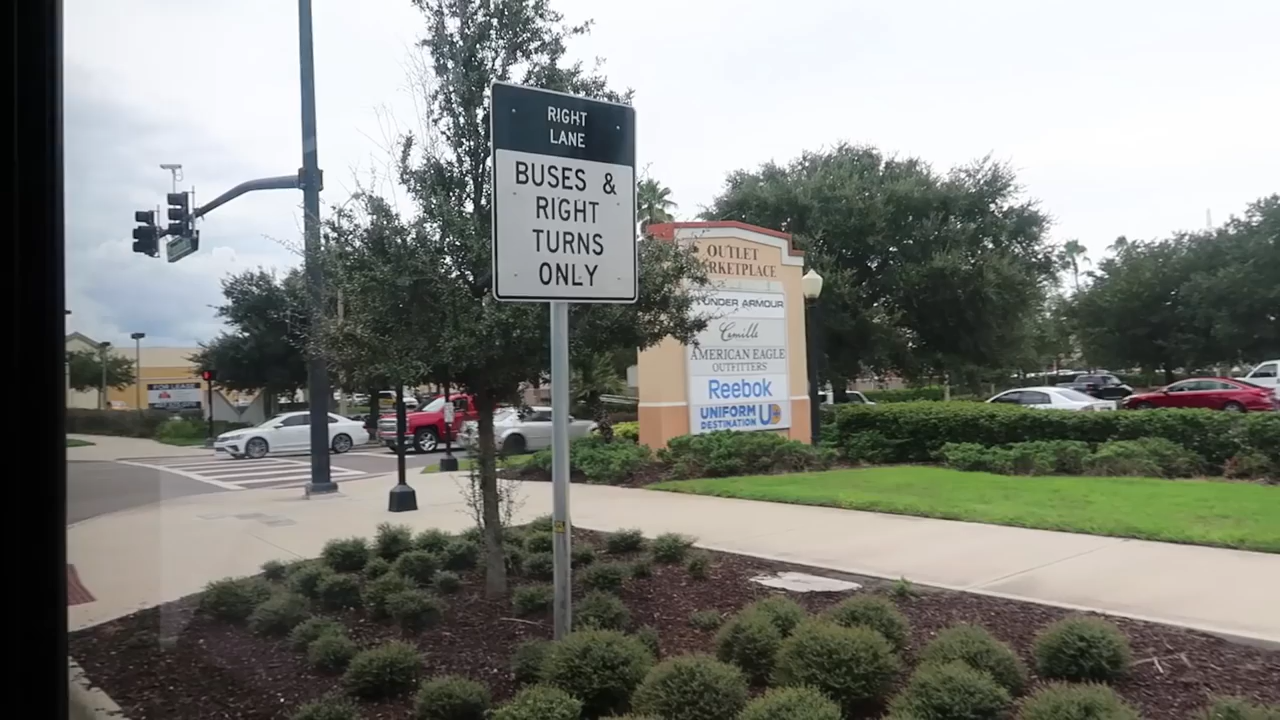 RIGHT
LANE
BUSES &
RIGHT
TURNS
ONLY
OUTLET
MARKETPLACE
UNDER ARMOUR
Camille
AMERICAN EAGLE
OUTFITTERS
Reebok
UNIFORM
DESTINATION
FOR LEASE